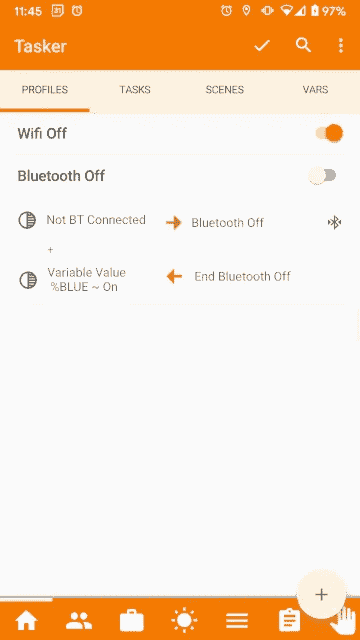 11:45 97%
Tasker
PROFILES TASKS SCENES VARS
Wifi Off
Bluetooth Off
Not BT Connected Bluetooth Off
+
Variable Value End Bluetooth Off
%BLUE ~ On
+